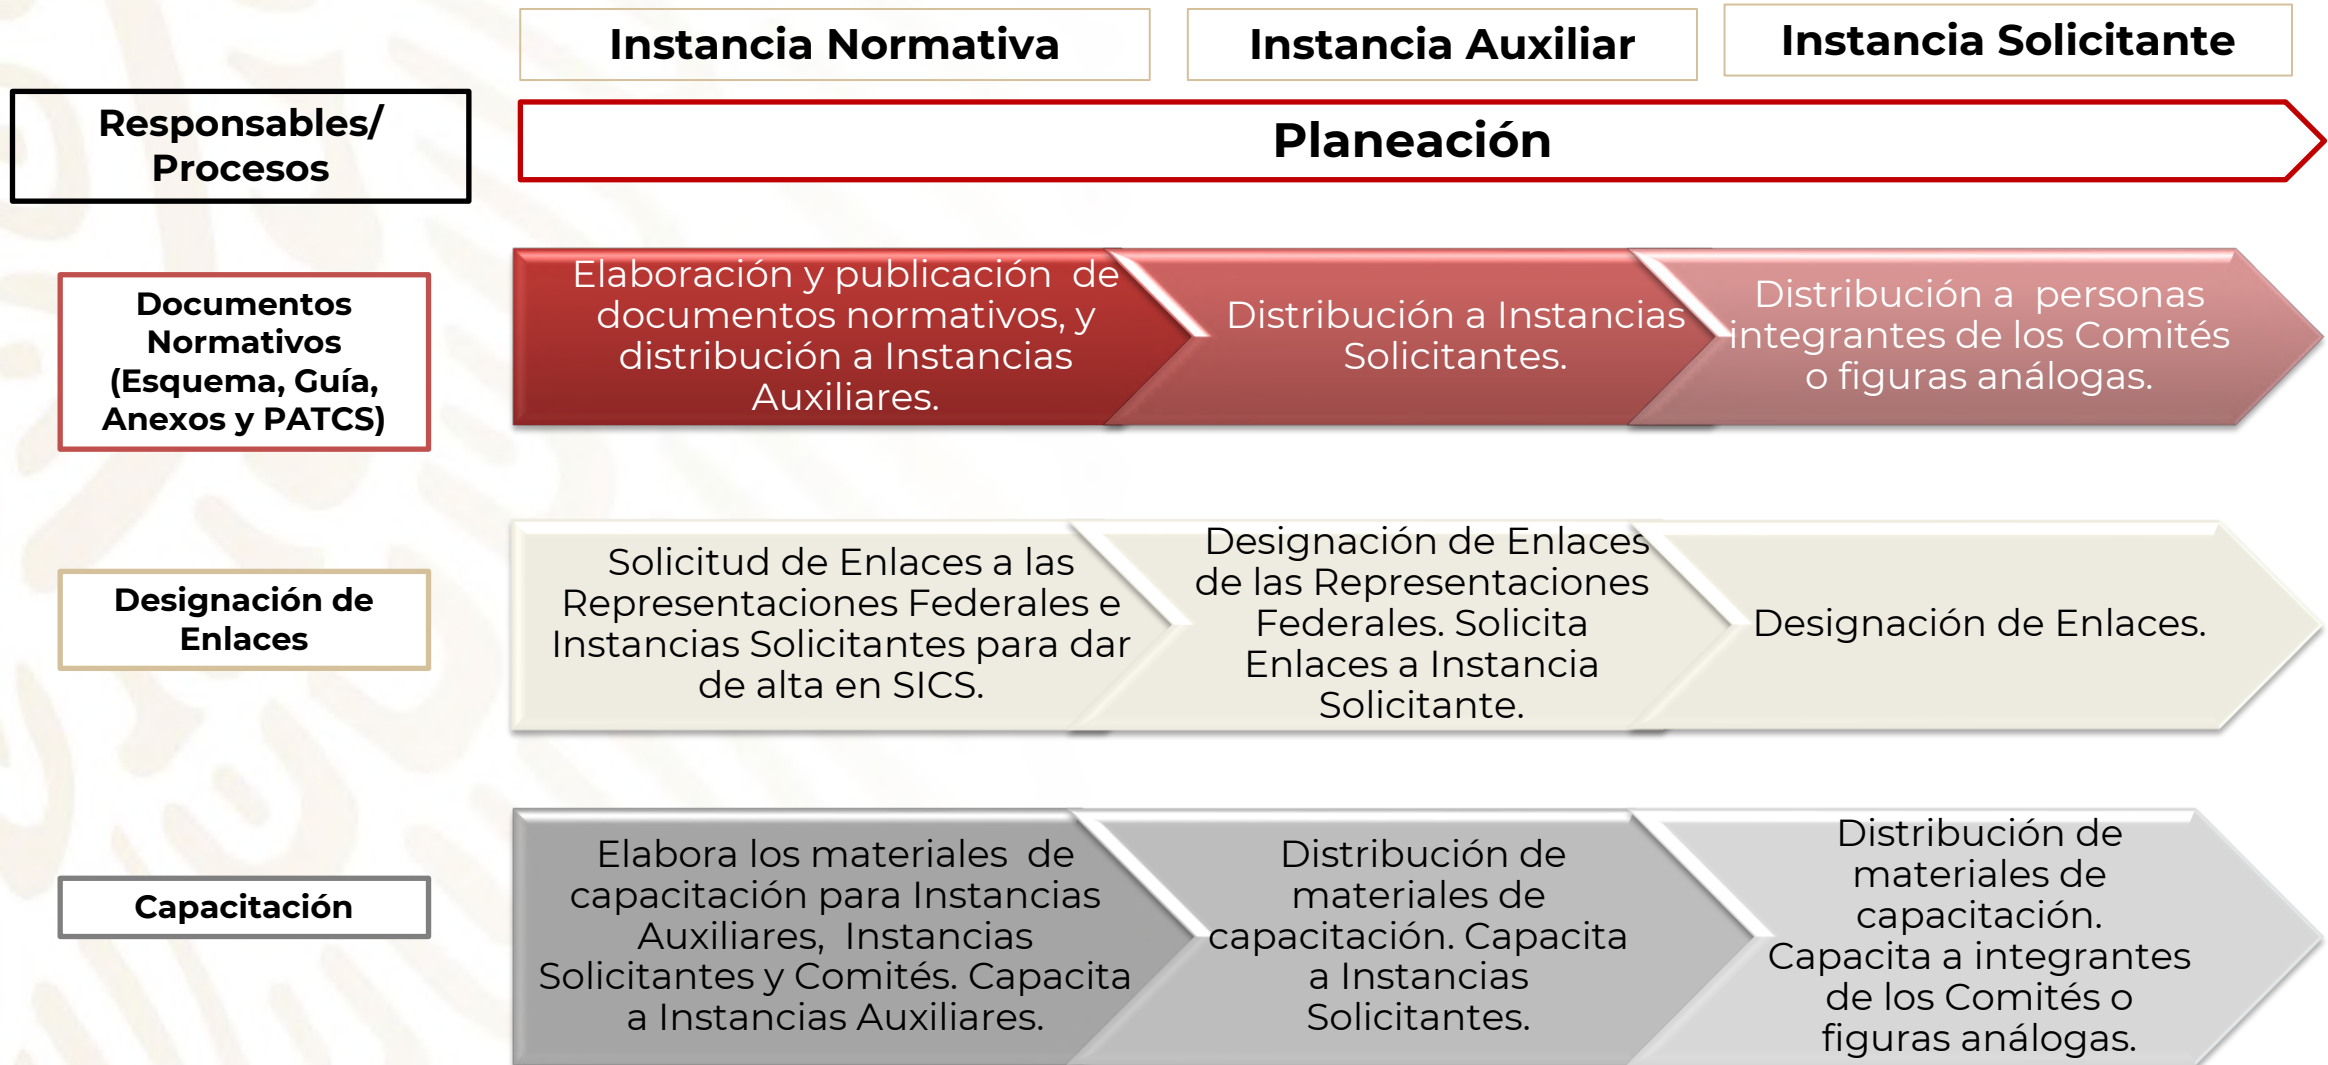 Instancia Normativa
Instancia Auxiliar
Instancia Solicitante
Responsables/
Procesos
Planeación
Documentos
Normativos
(Esquema, Guía,
Anexos y PATCS)
Elaboración y publicación de
documentos normativos, y
distribución a Instancias
Auxiliares.
Distribución a Instancias
Solicitantes.
Distribución a personas
integrantes de los Comités
o figuras análogas.
Designación de
Enlaces
Solicitud de Enlaces a las
Representaciones Federales e
Instancias Solicitantes para dar
de alta en SICS.
Designación de Enlaces
de las Representaciones
Federales. Solicita
Enlaces a Instancia
Solicitante.
Designación de Enlaces.
Capacitación
Elabora los materiales de
capacitación para Instancias
Auxiliares, Instancias
Solicitantes y Comités. Capacita
a Instancias Auxiliares.
Distribución de
materiales de
capacitación. Capacita
a Instancias
Solicitantes.
Distribución de
materiales de
capacitación.
Capacita a integrantes
de los Comités o
figuras análogas.